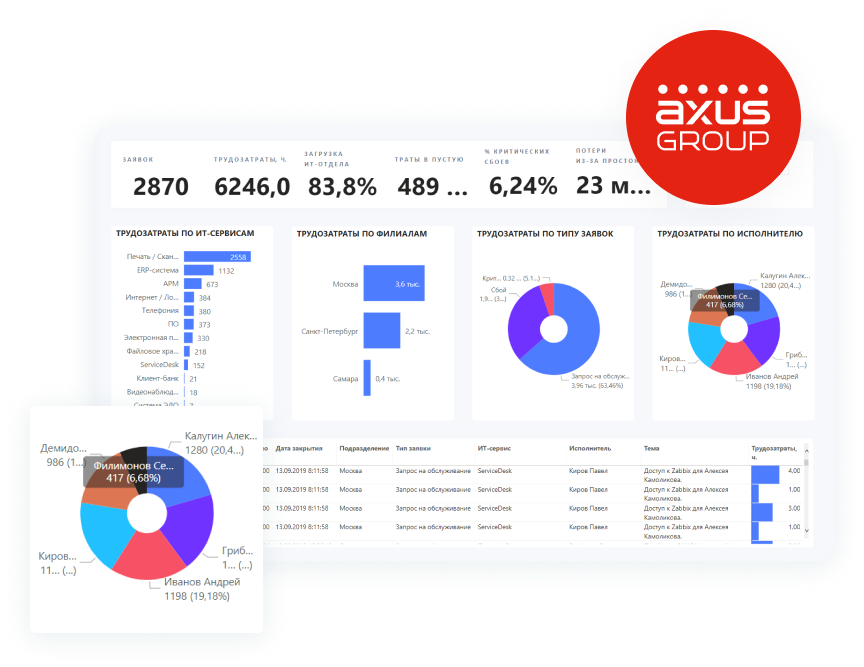 axus
GROUP
ЗАЯВОК
2870
ТРУДОЗАТРАТЫ, Ч.
6246,0
ЗАГРУЗКА
ИТ-ОТДЕЛА
83,8%
ТРАТЫ В ПУСТУЮ
489 ...
% КРИТИЧЕСКИХ
СБОЕВ
6,24%
ПОТЕРИ
ИЗ-ЗА ПРОСТО
23 м...
ТРУДОЗАТРАТЫ ПО ИТ-СЕРВИСАМ
Печать / Скан... 2558
ERP-система 1132
АРМ 673
Интернет / Ло... 384
Телефония 380
ПО 373
Электронная п... 330
Файловое хра... 218
ServiceDesk 152
Клиент-банк 21
Видеонаблюд... 18
ТРУДОЗАТРАТЫ ПО ФИЛИАЛАМ
Москва 3,6 тыс.
Санкт-Петербург 2,2 тыс.
Самара 0,4 тыс.
ТРУДОЗАТРАТЫ ПО ТИПУ ЗАЯВОК
Крит... 0,32 ... (5,1...)
Сбой
1,9... (3...)
Запрос на обслуж...
3,96 тыс. (63,46%)
ТРУДОЗАТРАТЫ ПО ИСПОЛНИТЕЛЮ
Калугин Алек...
1280 (20,4...)
Демидо...
986 (1...
Филимонов Се...
417 (6,68%)
Киров...
11... (...)
Гриб...
1... (...)
Иванов Андрей
1198 (19,18%)
Калугин Алек...
1280 (20,4...)
Демидо...
986 (1...
Филимонов Се...
417 (6,68%)
Киров...
11... (...)
Гриб...
1... (...)
Иванов Андрей
1198 (19,18%)
Дата закрытия Подразделение Тип заявки ИТ-сервис Исполнитель Тема Трудозатраты,
ч.
:00 13.09.2019 8:11:58 Москва Запрос на обслуживание ServiceDesk Киров Павел Доступ к Zabbix для Алексея 4,00
Камоликова.
:00 13.09.2019 8:11:58 Москва Запрос на обслуживание ServiceDesk Киров Павел Доступ к Zabbix для Алексея 1,00
Камоликова.
:00 13.09.2019 8:11:58 Москва Запрос на обслуживание ServiceDesk Киров Павел Доступ к Zabbix для Алексея 3,00
Камоликова.
:00 13.09.2019 8:11:58 Москва Запрос на обслуживание ServiceDesk Киров Павел Доступ к Zabbix для Алексея 1,00
Камоликова.